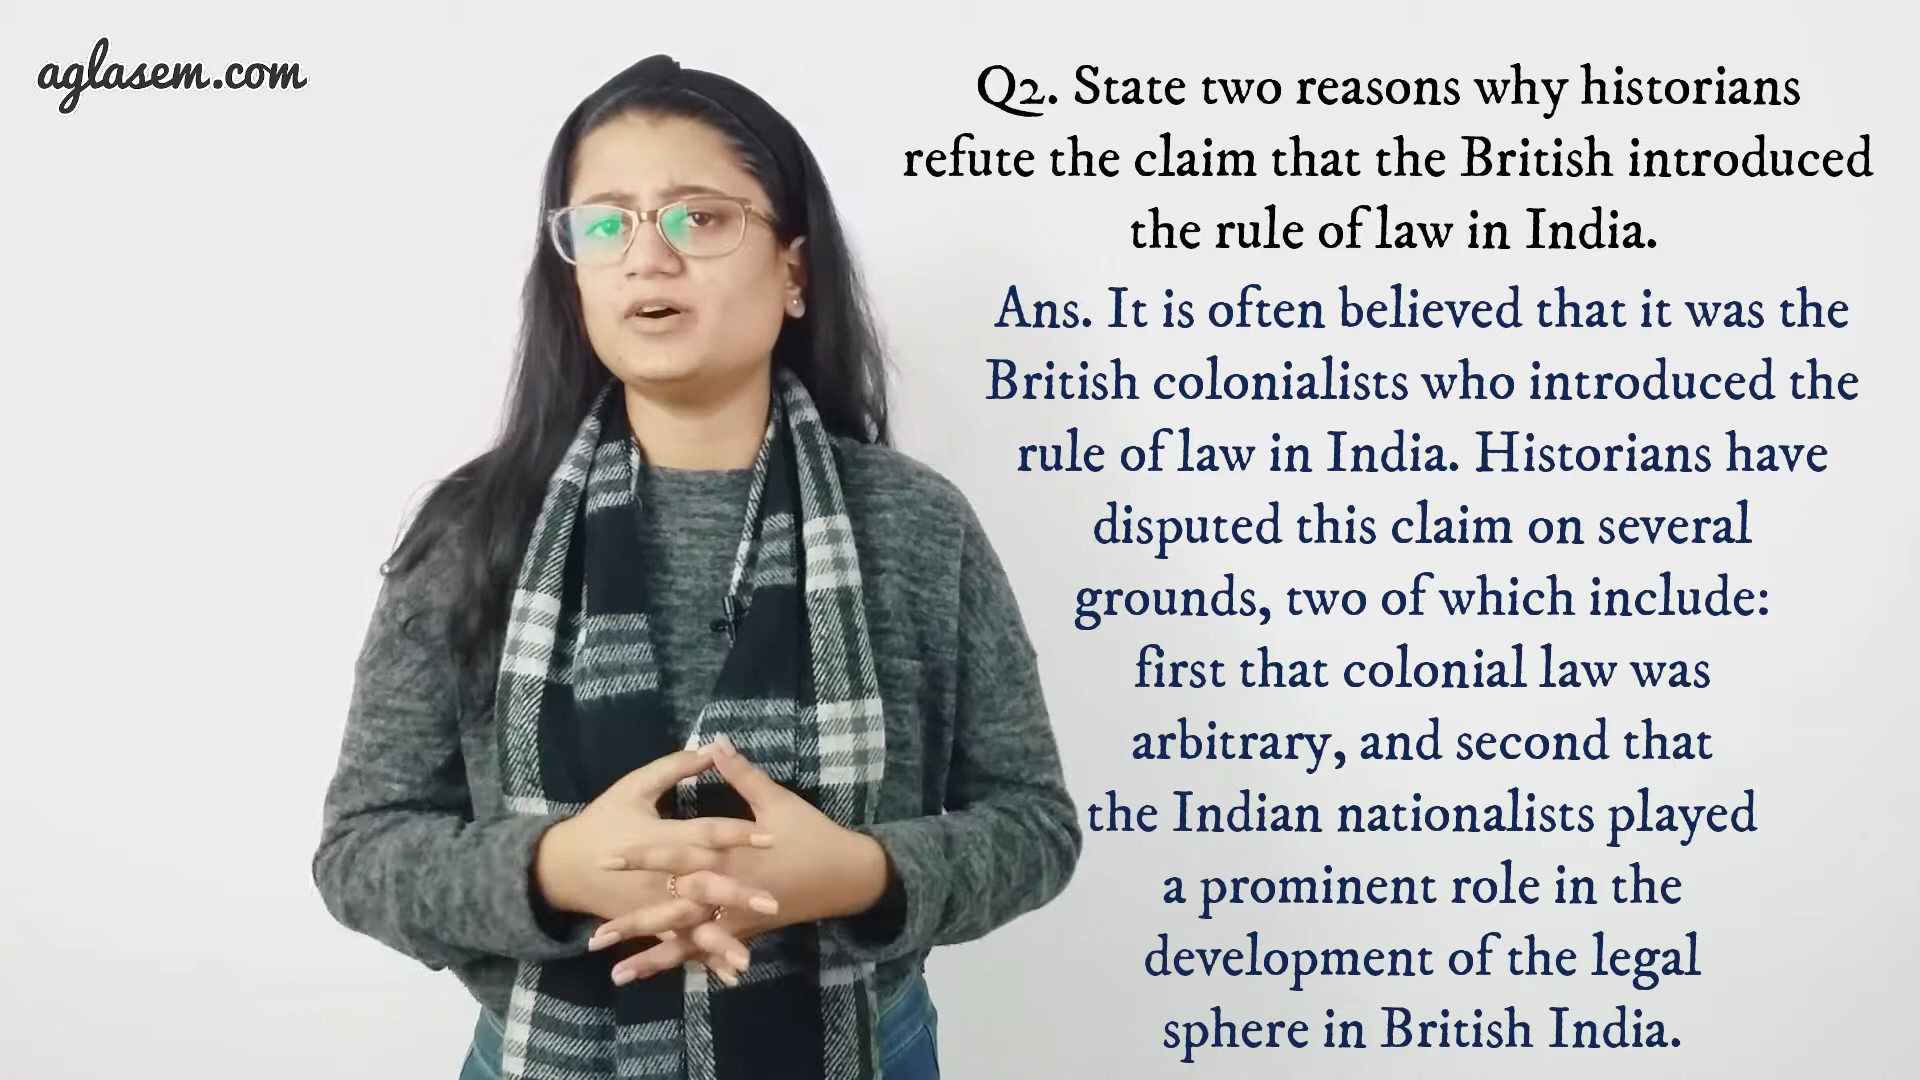 aglasem.com
Q2. State two reasons why historians
refute the claim that the British introduced
the rule of law in India.
Ans. It is often believed that it was the
British colonialists who introduced the
rule of law in India. Historians have
disputed this claim on several
grounds, two of which include:
first that colonial law was
arbitrary, and second that
the Indian nationalists played
a prominent role in the
development of the legal
sphere in British India.